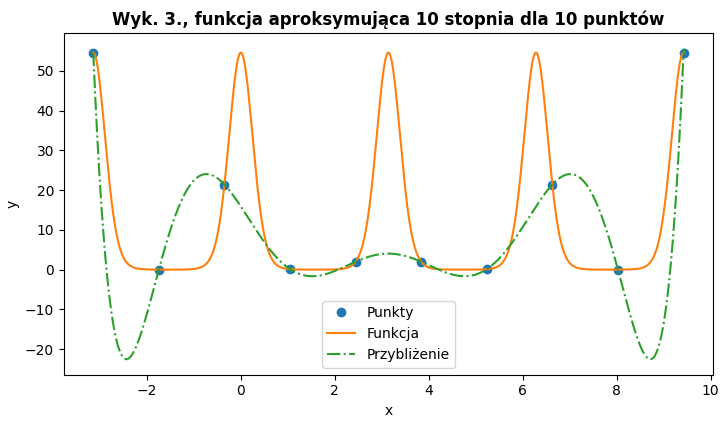 Wyk. 3., funkcja aproksymująca 10 stopnia dla 10 punktów
50
40
30
20
10
0
−10
−20
y
Punkty
Funkcja
Przybliżenie
−2 0 2 4 6 8 10
x